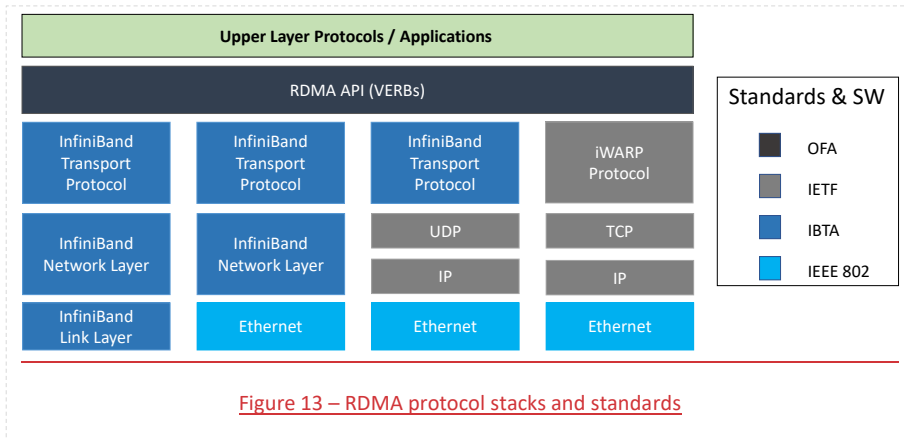 Upper Layer Protocols / Applications
RDMA API (VERBs)
InfiniBand
Transport
Protocol
InfiniBand
Transport
Protocol
InfiniBand
Transport
Protocol
iWARP
Protocol
InfiniBand
Network Layer
InfiniBand
Network Layer
UDP
IP
TCP
IP
InfiniBand
Link Layer
Ethernet
Ethernet
Ethernet
Standards & SW
OFA
IETF
IBTA
IEEE 802
Figure 13 – RDMA protocol stacks and standards